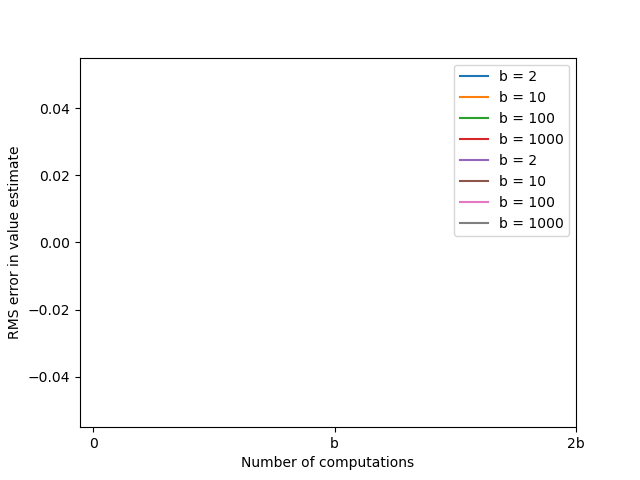 b = 2
b = 10
b = 100
b = 1000
b = 2
b = 10
b = 100
b = 1000
0.04
0.02
0.00
−0.02
−0.04
RMS error in value estimate
0 b 2b
Number of computations